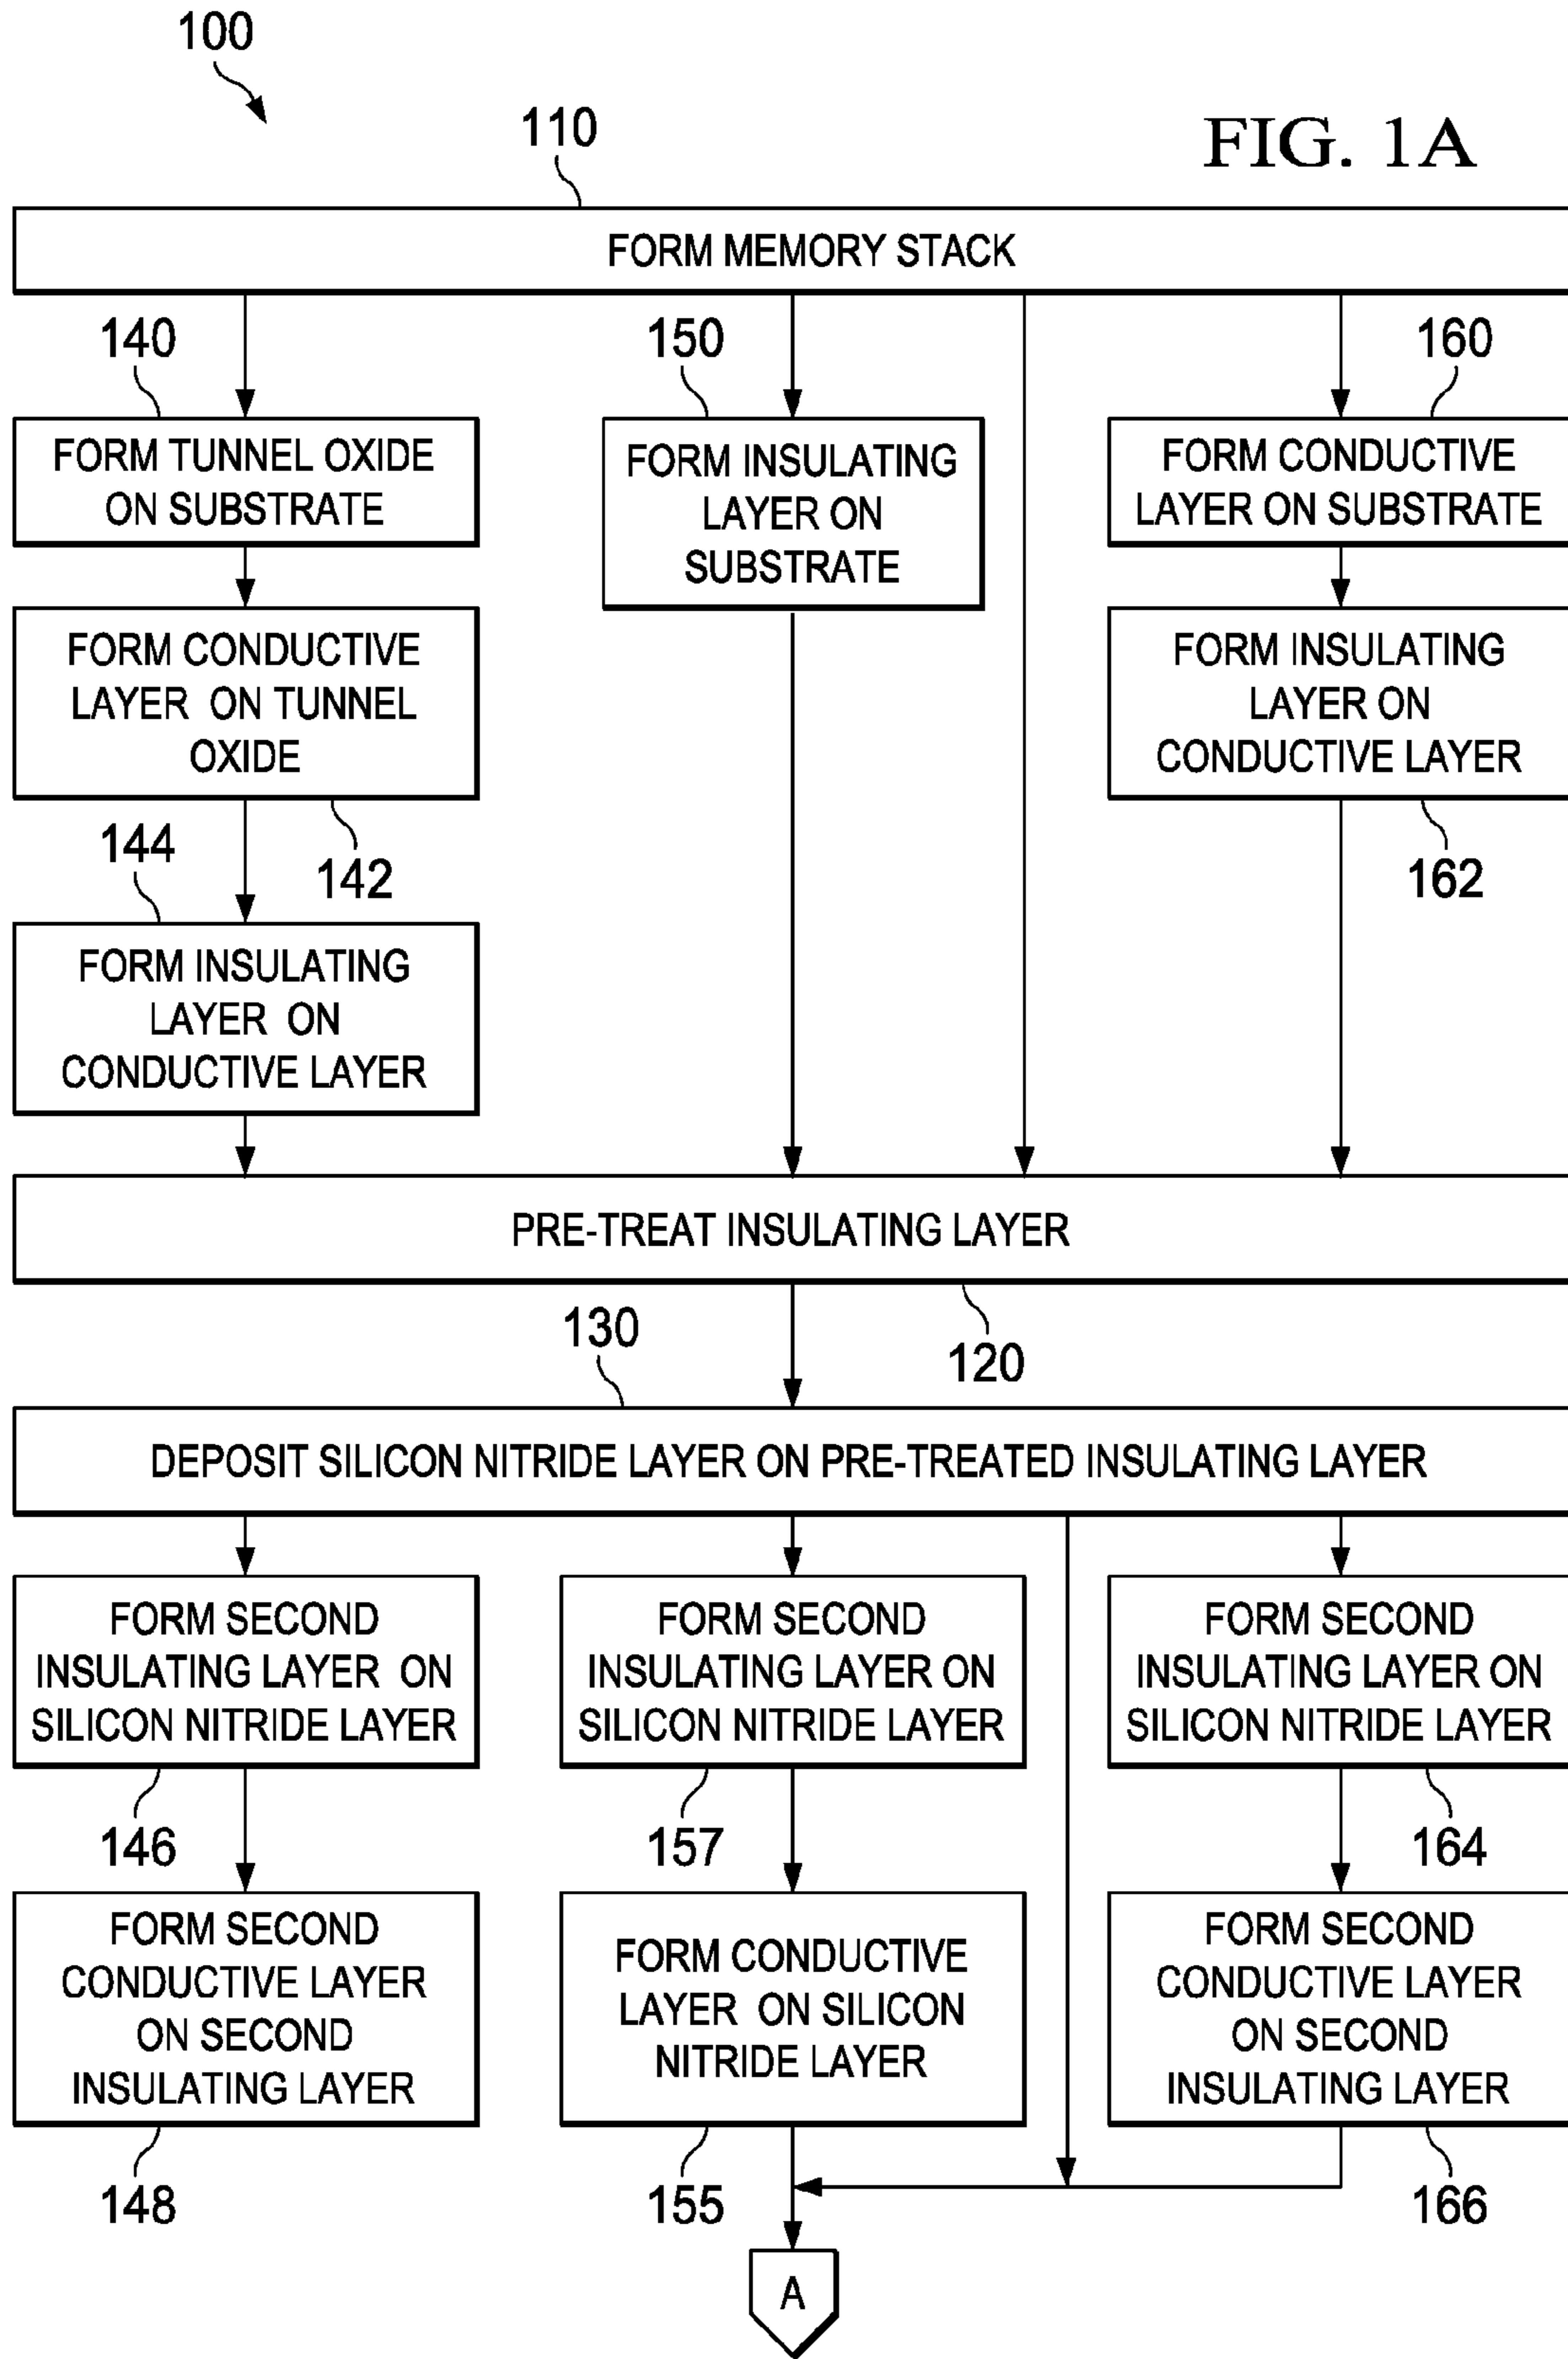 100
110
FIG. 1A
FORM MEMORY STACK
140
150
160
FORM TUNNEL OXIDE
ON SUBSTRATE
FORM INSULATING
LAYER ON
SUBSTRATE
FORM CONDUCTIVE
LAYER ON SUBSTRATE
FORM CONDUCTIVE
LAYER ON TUNNEL
OXIDE
FORM INSULATING
LAYER ON
CONDUCTIVE LAYER
144
142
162
FORM INSULATING
LAYER ON
CONDUCTIVE LAYER
PRE-TREAT INSULATING LAYER
130
120
DEPOSIT SILICON NITRIDE LAYER ON PRE-TREATED INSULATING LAYER
FORM SECOND
INSULATING LAYER ON
SILICON NITRIDE LAYER
FORM SECOND
INSULATING LAYER ON
SILICON NITRIDE LAYER
FORM SECOND
INSULATING LAYER ON
SILICON NITRIDE LAYER
146
157
164
FORM SECOND
CONDUCTIVE LAYER
ON SECOND
INSULATING LAYER
FORM CONDUCTIVE
LAYER ON SILICON
NITRIDE LAYER
FORM SECOND
CONDUCTIVE LAYER
ON SECOND
INSULATING LAYER
148
155
166
A